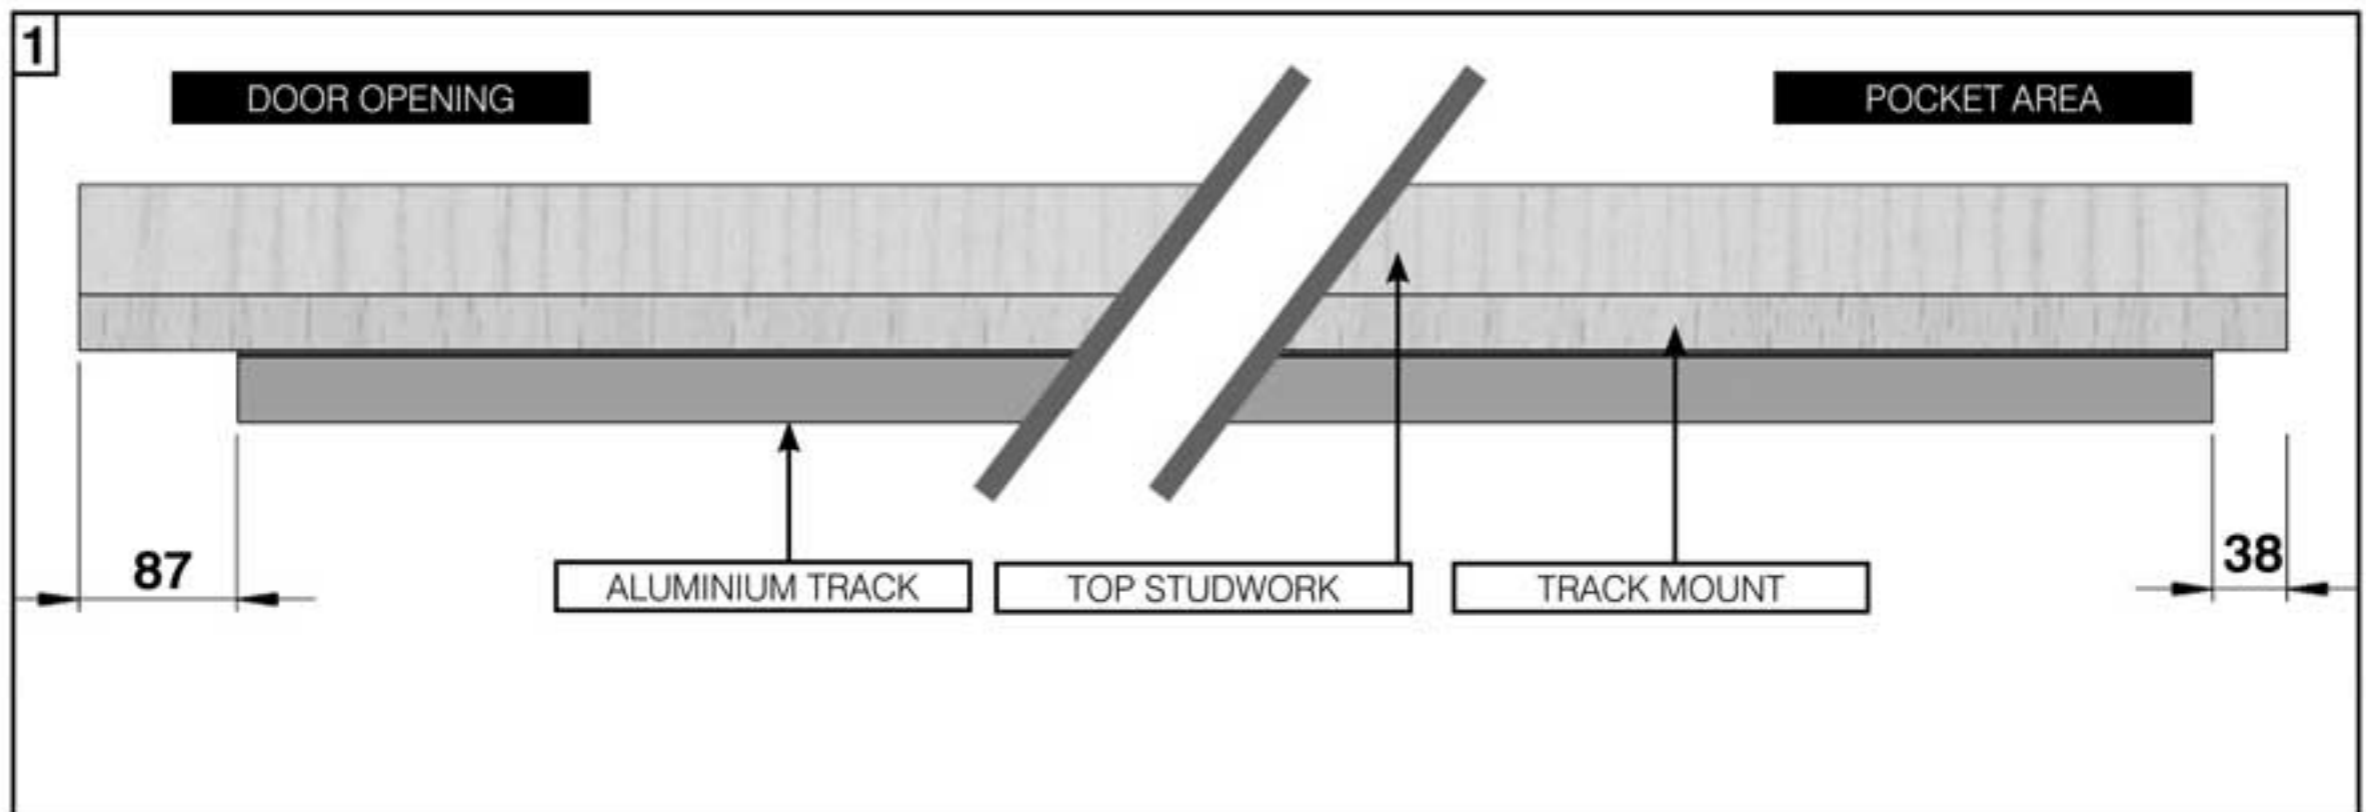 1
DOOR OPENING
POCKET AREA
87
38
ALUMINIUM TRACK
TOP STUDWORK
TRACK MOUNT